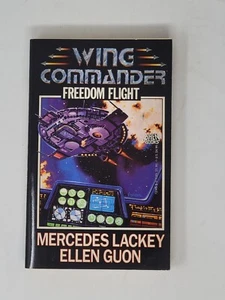 WING
COMMANDER
FREEDOM FLIGHT
MERCEDES LACKEY
ELLEN GUON